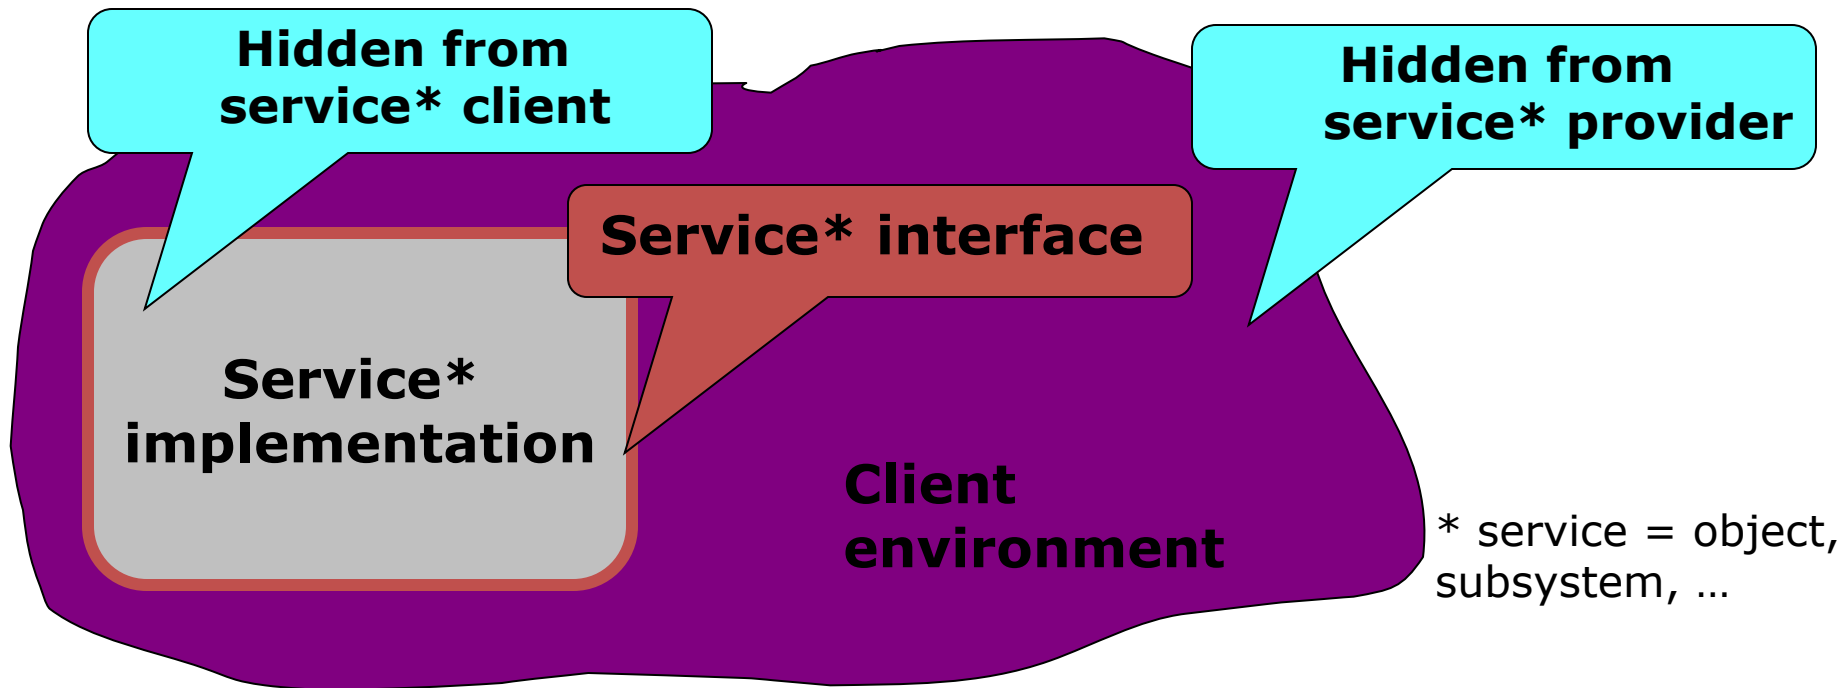 Hidden from
service* client
Hidden from
service* provider
Service* interface
Service*
implementation
Client
environment
* service = object,
subsystem, …